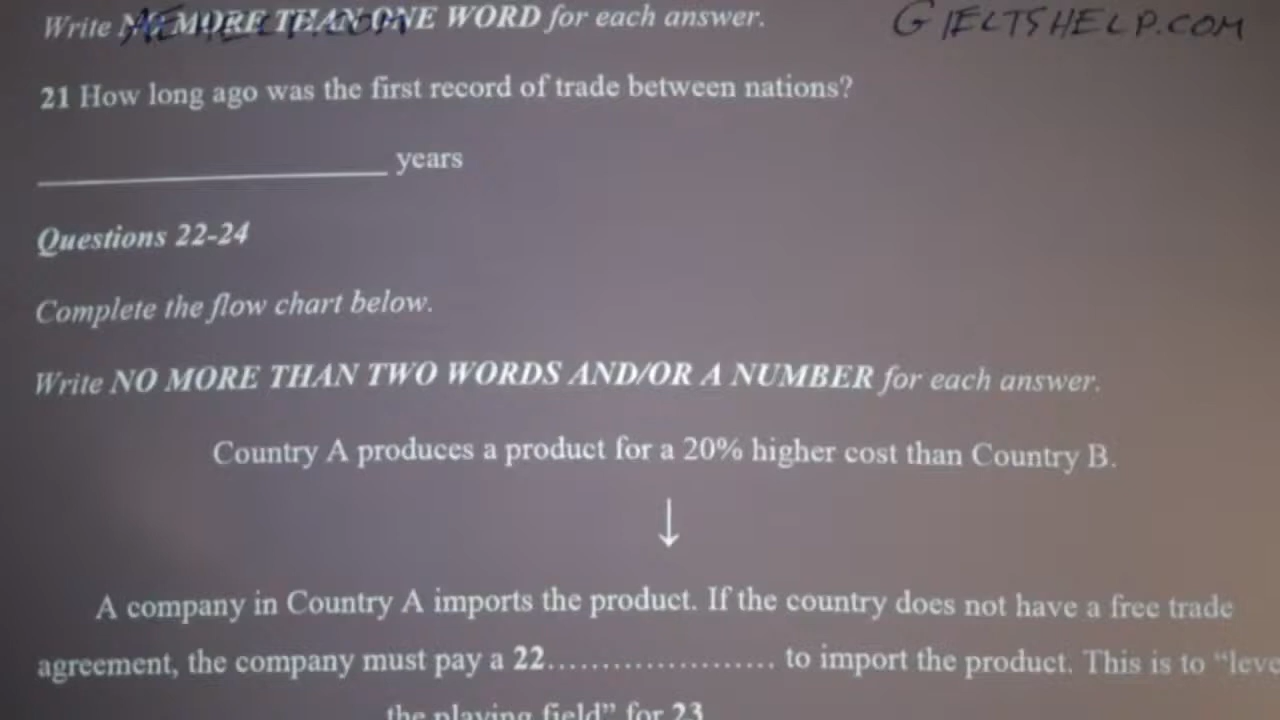 Write NO MORE THAN ONE WORD for each answer.
AEHELP.COM
GIELTSHELP.COM
21 How long ago was the first record of trade between nations?
____________________ years
Questions 22-24
Complete the flow chart below.
Write NO MORE THAN TWO WORDS AND/OR A NUMBER for each answer.
Country A produces a product for a 20% higher cost than Country B.
↓
A company in Country A imports the product. If the country does not have a free trade
agreement, the company must pay a 22..................... to import the product. This is to “leve
the playing field” for 23